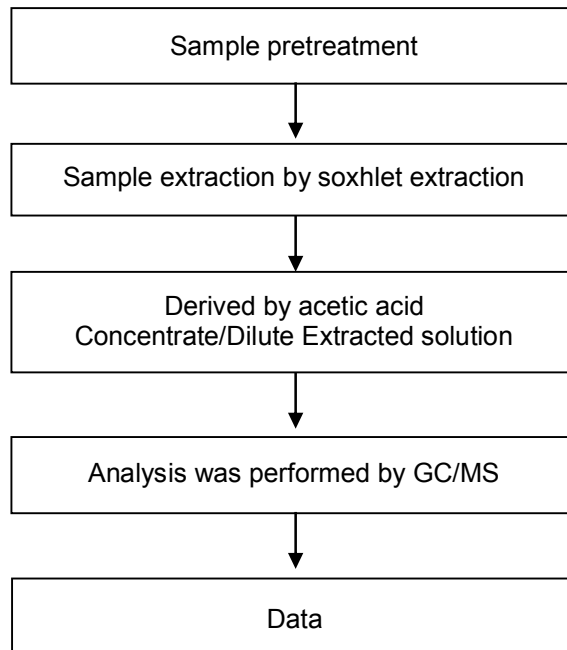 Sample pretreatment
Sample extraction by soxhlet extraction
Derived by acetic acid
Concentrate/Dilute Extracted solution
Analysis was performed by GC/MS
Data